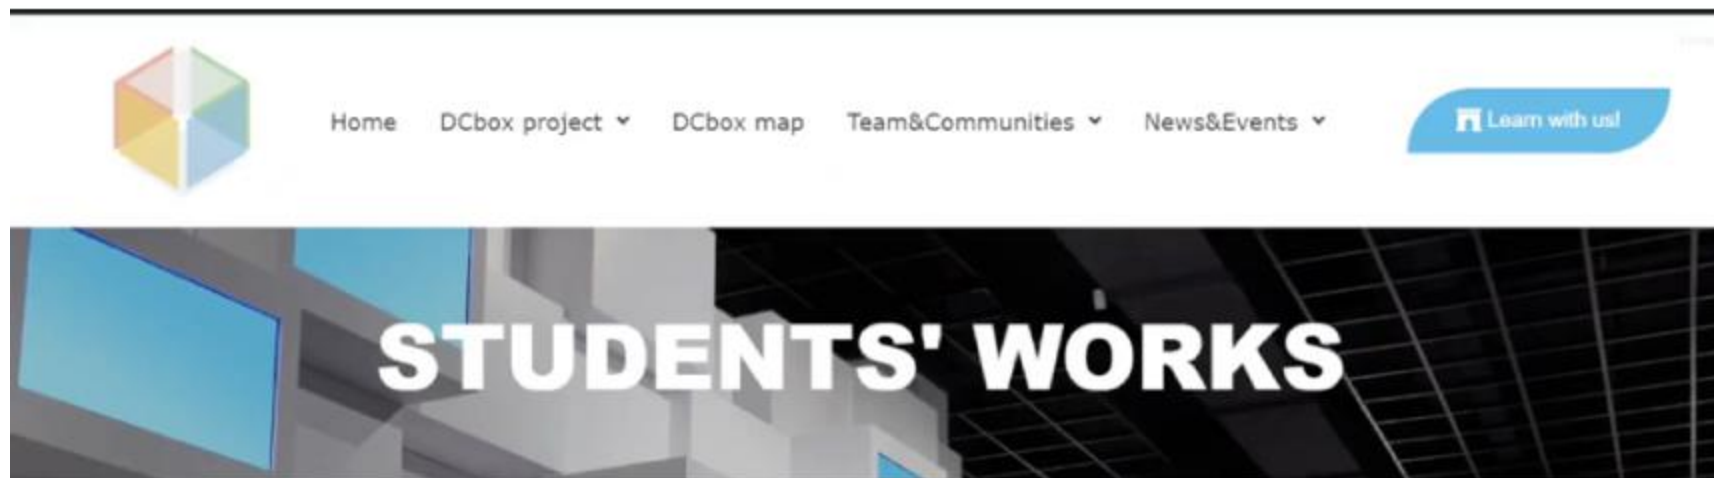 Home DCbox project DCbox map Team&Communities News&Events Learn with us!
STUDENTS' WORKS